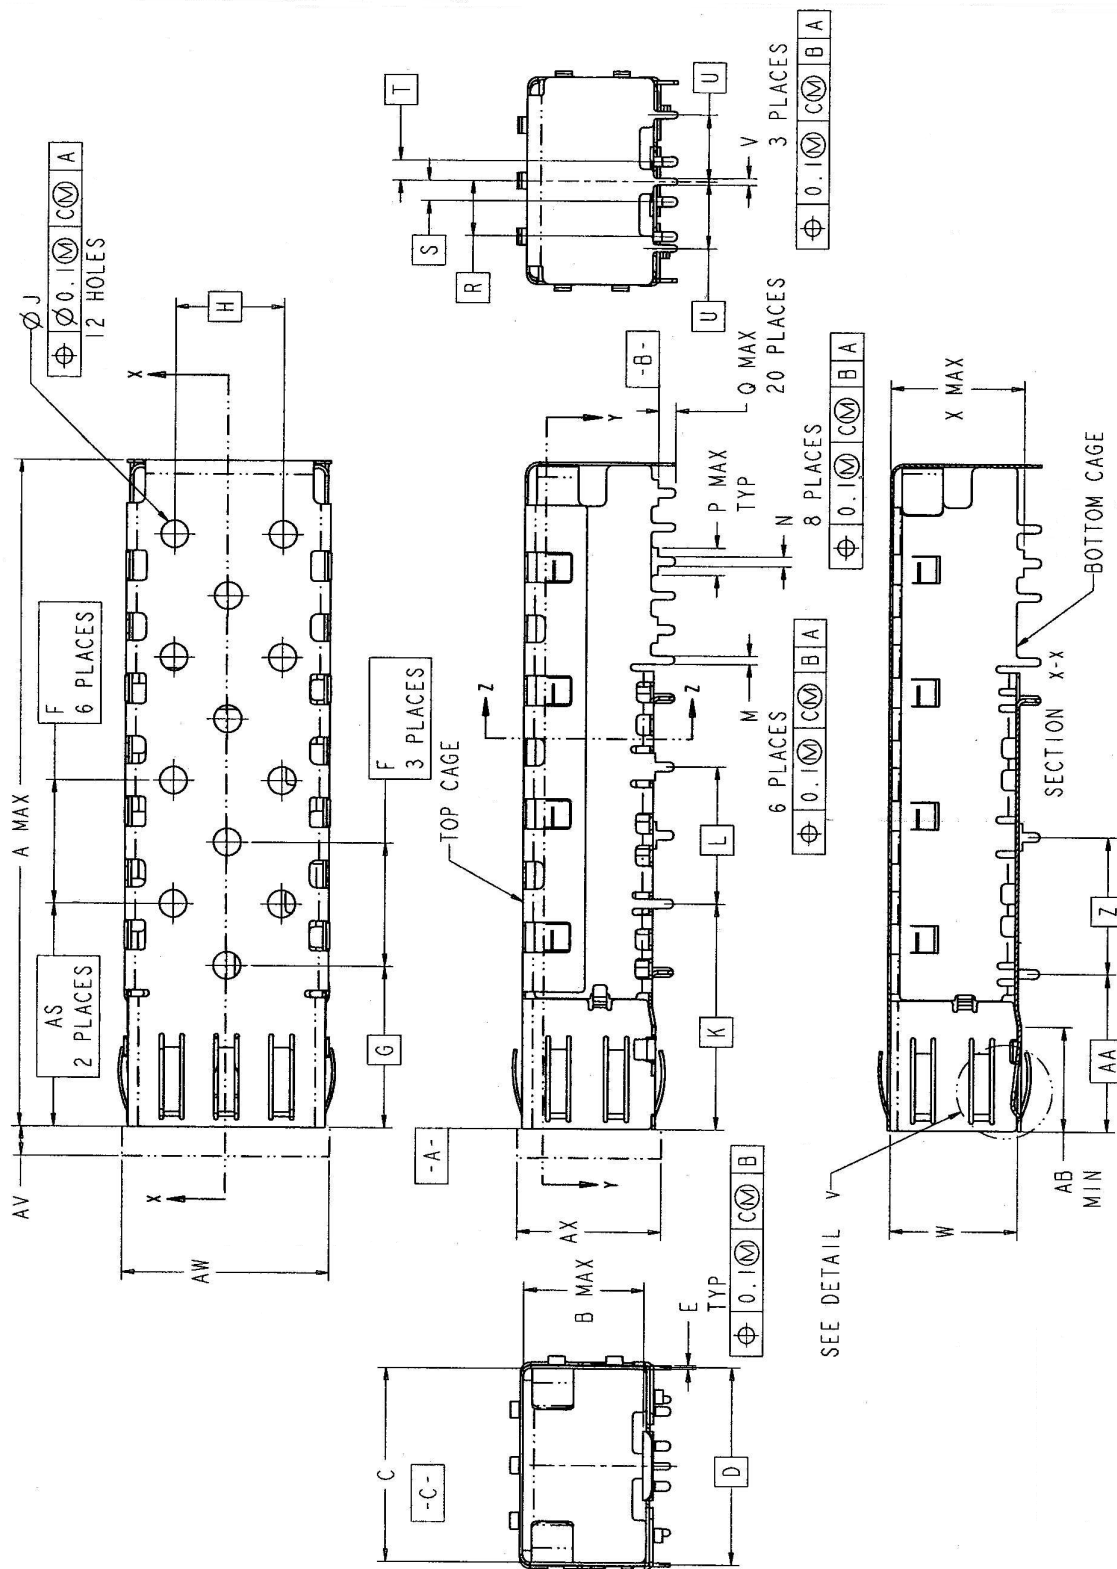 A MAX
AV
AS
2 PLACES
F
6 PLACES
Ø J
⌖ Ø 0.1Ⓜ CⓂ A
12 HOLES
AW
X
X
H
G
F
3 PLACES
TOP CAGE
T
S
R
U
U
V
3 PLACES
⌖ 0.1Ⓜ CⓂ B A
C
-C-
B MAX
D
E
TYP
⌖ 0.1Ⓜ CⓂ B
-A-
AX
Y
Y
Z
Z
K
L
M
6 PLACES
⌖ 0.1Ⓜ CⓂ B A
P MAX
TYP
N
8 PLACES
⌖ 0.1Ⓜ CⓂ B A
-B-
Q MAX
20 PLACES
SEE DETAIL V
W
AB
MIN
AA
Z
SECTION X-X
BOTTOM CAGE
X MAX